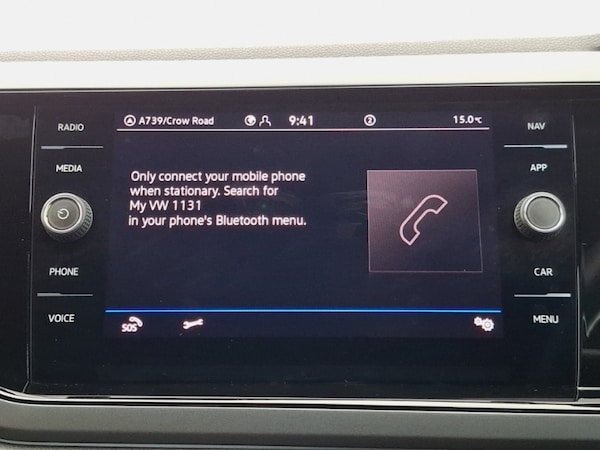 RADIO
MEDIA
PHONE
VOICE
A739/Crow Road 9:41 2 15.0°C
Only connect your mobile phone
when stationary. Search for
My VW 1131
in your phone's Bluetooth menu.
SOS
NAV
APP
CAR
MENU